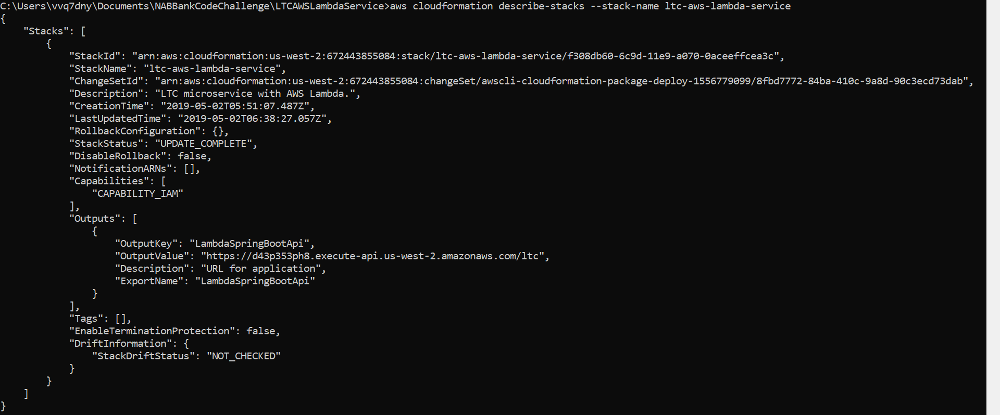 C:\Users\vvq7dny\Documents\NABBankCodeChallenge\LTCAWSLambdaService>aws cloudformation describe-stacks --stack-name ltc-aws-lambda-service
{
    "Stacks": [
        {
            "StackId": "arn:aws:cloudformation:us-west-2:672443855084:stack/ltc-aws-lambda-service/f308db60-6c9d-11e9-a070-0aceeffcea3c",
            "StackName": "ltc-aws-lambda-service",
            "ChangeSetId": "arn:aws:cloudformation:us-west-2:672443855084:changeSet/awscli-cloudformation-package-deploy-1556779099/8fbd7772-84ba-410c-9a8d-90c3ecd73dab",
            "Description": "LTC microservice with AWS Lambda.",
            "CreationTime": "2019-05-02T05:51:07.487Z",
            "LastUpdatedTime": "2019-05-02T06:38:27.057Z",
            "RollbackConfiguration": {},
            "StackStatus": "UPDATE_COMPLETE",
            "DisableRollback": false,
            "NotificationARNs": [],
            "Capabilities": [
                "CAPABILITY_IAM"
            ],
            "Outputs": [
                {
                    "OutputKey": "LambdaSpringBootApi",
                    "OutputValue": "https://d43p353ph8.execute-api.us-west-2.amazonaws.com/ltc",
                    "Description": "URL for application",
                    "ExportName": "LambdaSpringBootApi"
                }
            ],
            "Tags": [],
            "EnableTerminationProtection": false,
            "DriftInformation": {
                "StackDriftStatus": "NOT_CHECKED"
            }
        }
    ]
}